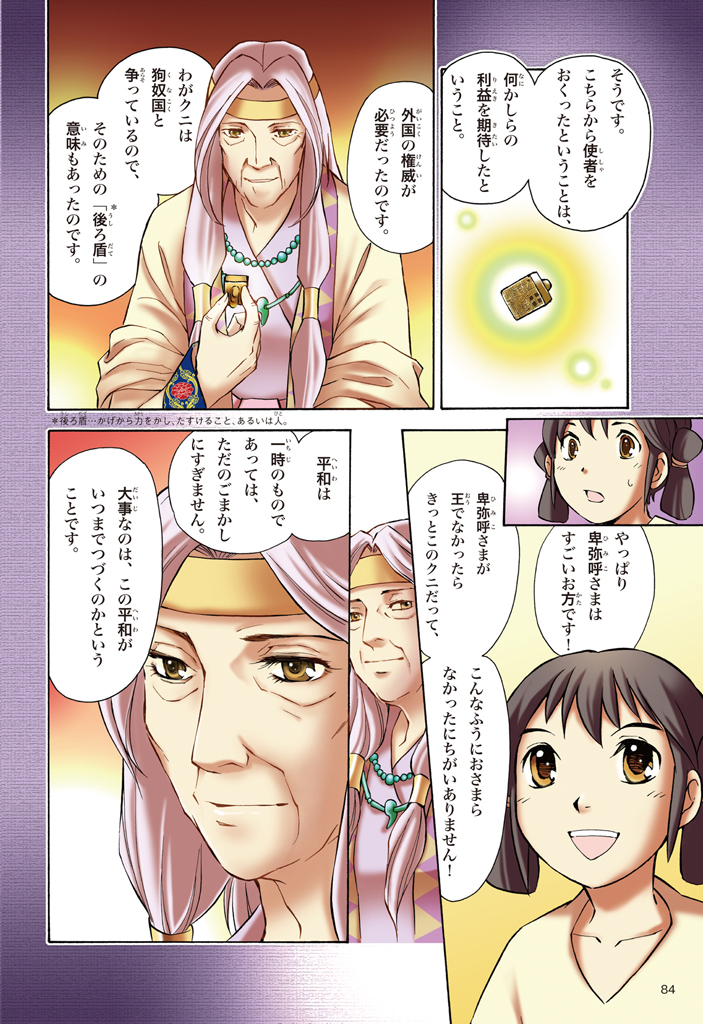 そうです。
こちらから使者を
おくったということは、
何かしらの
利益を期待したと
いうこと。
外国の権威が
必要だったのです。
わがクニは
狗奴国と
争っているので、
そのための「後ろ盾」の
意味もあったのです。
*後ろ盾…かげから力をかし、たすけること、あるいは人。
やっぱり
卑弥呼さまは
すごいお方です!
卑弥呼さまが
王でなかったら
きっとこのクニだって、
こんなふうにおさまら
なかったにちがいありません!
平和は
一時のもので
あっては、
ただのごまかし
にすぎません。
大事なのは、この平和が
いつまでつづくのかという
ことです。
84